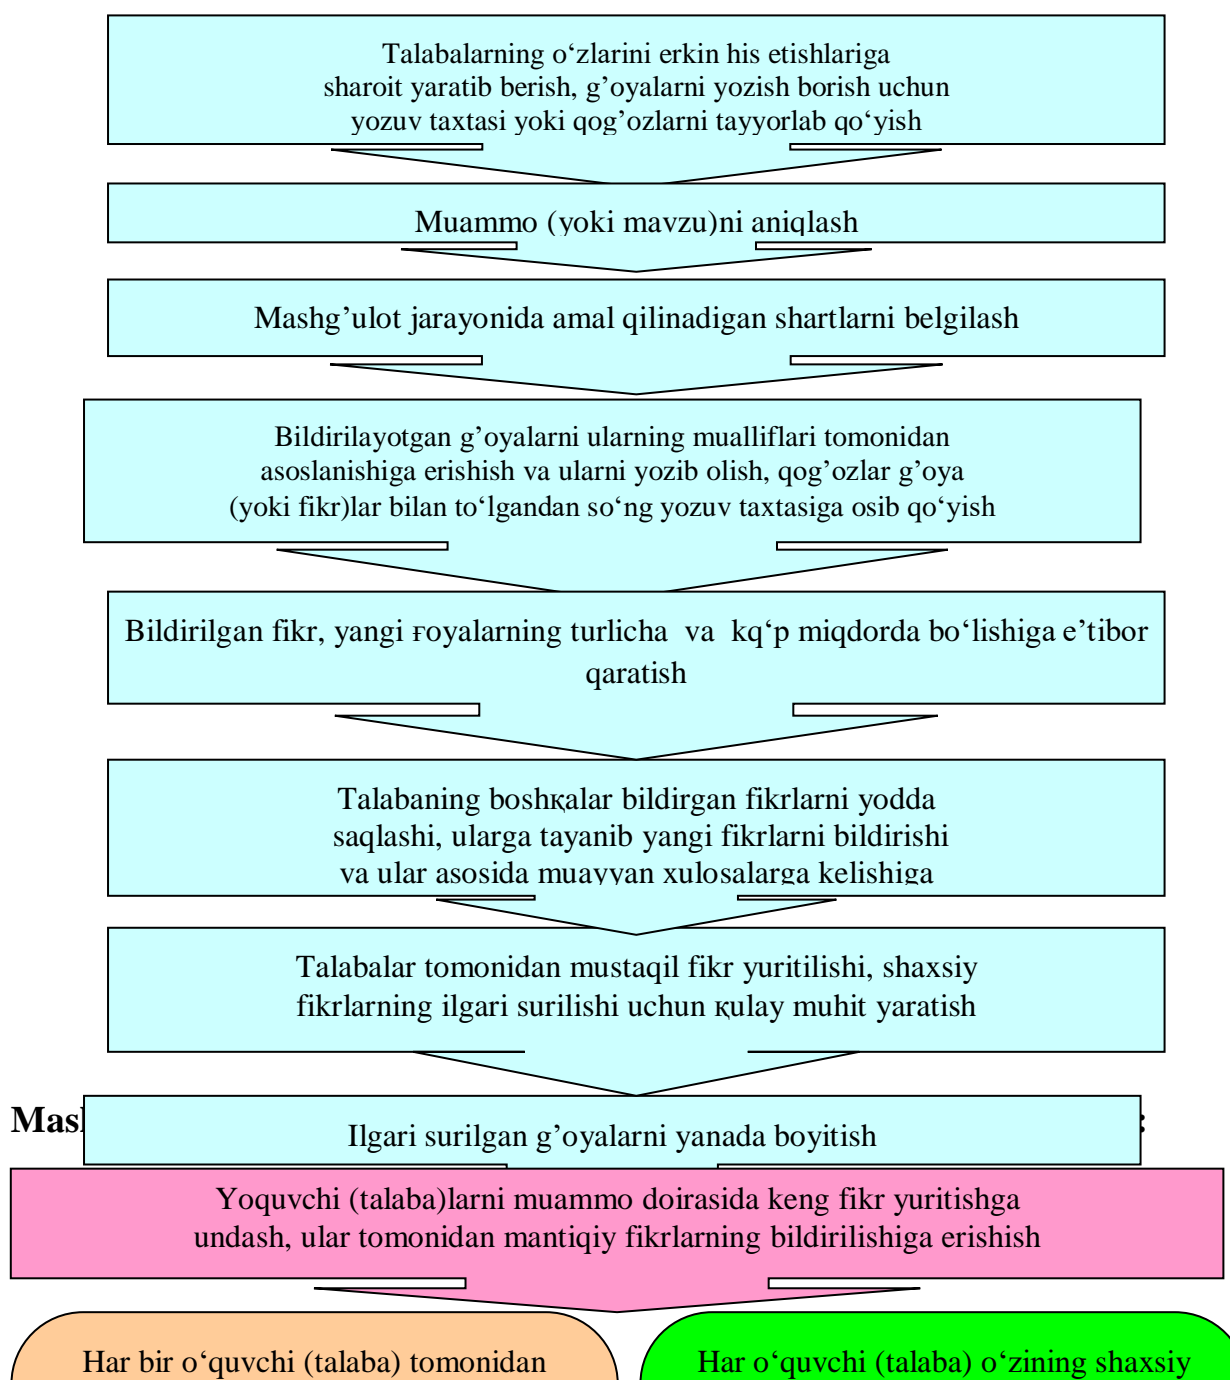 Talabalarning o‘zlarini erkin his etishlariga
sharoit yaratib berish, g’oyalarni yozish borish uchun
yozuv taxtasi yoki qog’ozlarni tayyorlab qo‘yish
Muammo (yoki mavzu)ni aniqlash
Mashg’ulot jarayonida amal qilinadigan shartlarni belgilash
Bildirilayotgan g’oyalarni ularning mualliflari tomonidan
asoslanishiga erishish va ularni yozib olish, qog’ozlar g’oya
(yoki fikr)lar bilan to‘lgandan so‘ng yozuv taxtasiga osib qo‘yish
Bildirilgan fikr, yangi ғoyalarning turlicha va kq‘p miqdorda bo‘lishiga e’tibor
qaratish
Talabaning boshқalar bildirgan fikrlarni yodda
saqlashi, ularga tayanib yangi fikrlarni bildirishi
va ular asosida muayyan xulosalarga kelishiga
Talabalar tomonidan mustaqil fikr yuritilishi, shaxsiy
fikrlarning ilgari surilishi uchun қulay muhit yaratish
Ilgari surilgan g’oyalarni yanada boyitish
Yoquvchi (talaba)larni muammo doirasida keng fikr yuritishga
undash, ular tomonidan mantiqiy fikrlarning bildirilishiga erishish
Har bir o‘quvchi (talaba) tomonidan
Har o‘quvchi (talaba) o‘zining shaxsiy